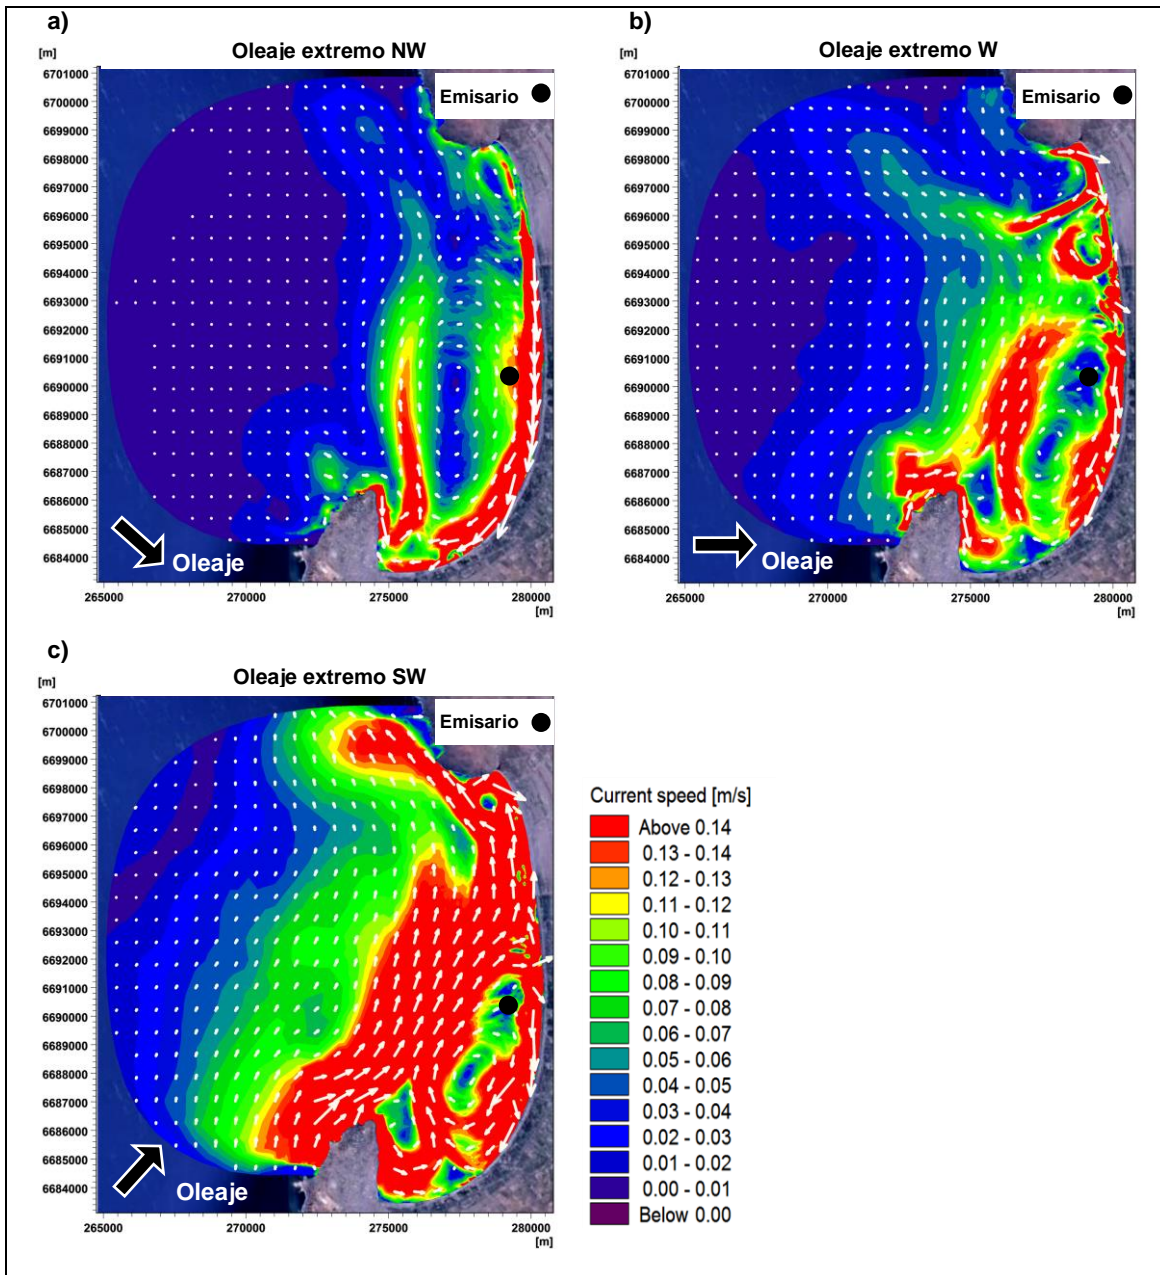 a)
Oleaje extremo NW
[m]
Emisario
6701000
6700000
6699000
6698000
6697000
6696000
6695000
6694000
6693000
6692000
6691000
6690000
6689000
6688000
6687000
6686000
6685000
6684000
Oleaje
265000 270000 275000 280000
[m]
b)
Oleaje extremo W
[m]
Emisario
6701000
6700000
6699000
6698000
6697000
6696000
6695000
6694000
6693000
6692000
6691000
6690000
6689000
6688000
6687000
6686000
6685000
6684000
Oleaje
265000 270000 275000 280000
[m]
c)
Oleaje extremo SW
[m]
Emisario
6701000
6700000
6699000
6698000
6697000
6696000
6695000
6694000
6693000
6692000
6691000
6690000
6689000
6688000
6687000
6686000
6685000
6684000
Oleaje
265000 270000 275000 280000
[m]
Current speed [m/s]
Above 0.14
0.13 - 0.14
0.12 - 0.13
0.11 - 0.12
0.10 - 0.11
0.09 - 0.10
0.08 - 0.09
0.07 - 0.08
0.06 - 0.07
0.05 - 0.06
0.04 - 0.05
0.03 - 0.04
0.02 - 0.03
0.01 - 0.02
0.00 - 0.01
Below 0.00